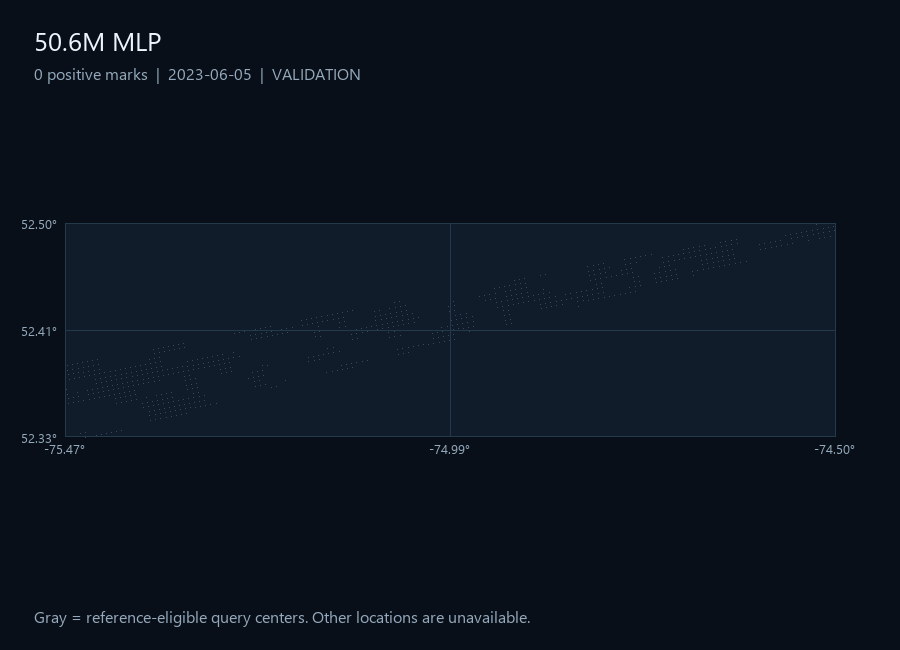 50.6M MLP
0 positive marks | 2023-06-05 | VALIDATION
52.50°
52.41°
52.33°
-75.47°
-74.99°
-74.50°
Gray = reference-eligible query centers. Other locations are unavailable.